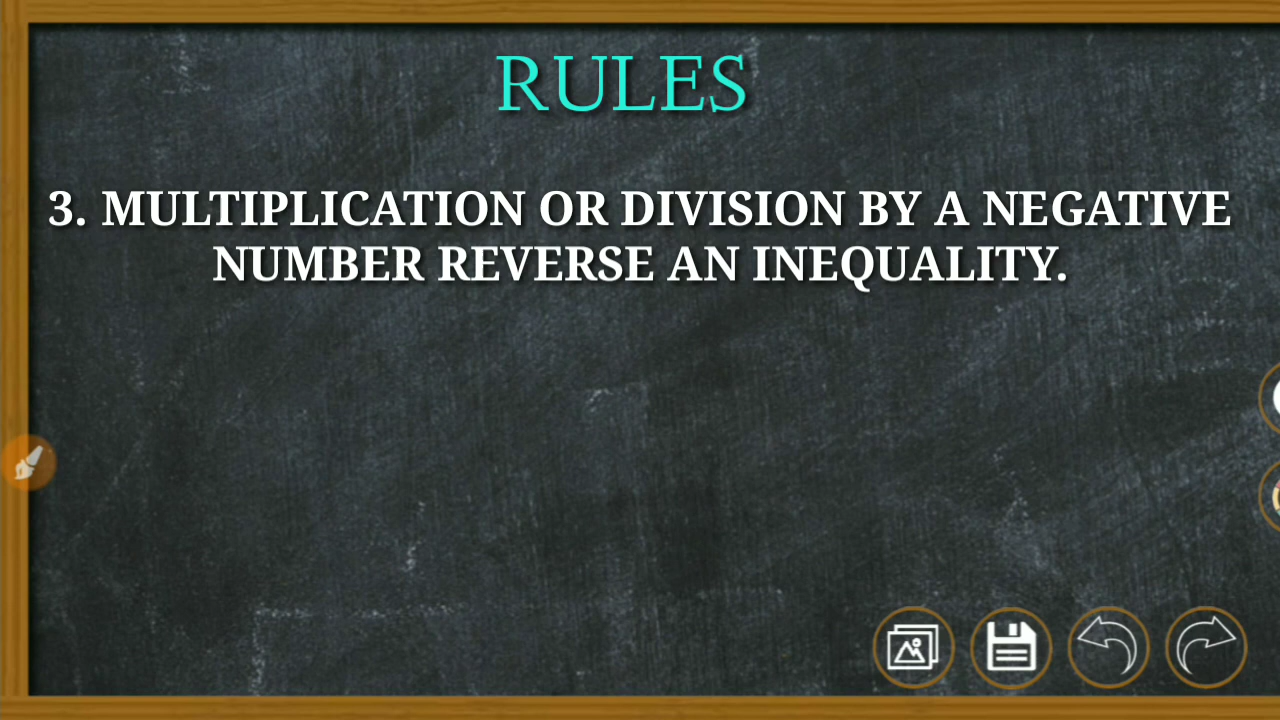 RULES
3. MULTIPLICATION OR DIVISION BY A NEGATIVE
NUMBER REVERSE AN INEQUALITY.